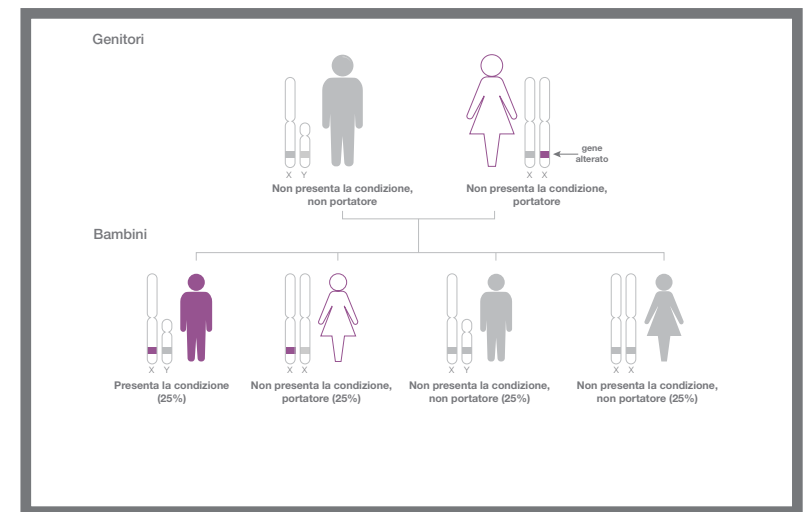 Genitori
gene
alterato
X Y
X X
Non presenta la condizione,
non portatore
Non presenta la condizione,
portatore
Bambini
X Y
X X
X Y
X X
Presenta la condizione
(25%)
Non presenta la condizione,
portatore (25%)
Non presenta la condizione,
non portatore (25%)
Non presenta la condizione,
non portatore (25%)